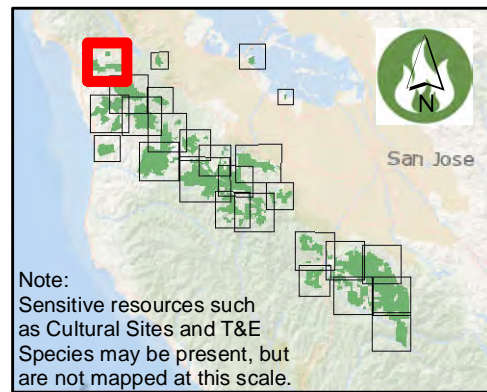 N
San Jose
Note:
Sensitive resources such
as Cultural Sites and T&E
Species may be present, but
are not mapped at this scale.